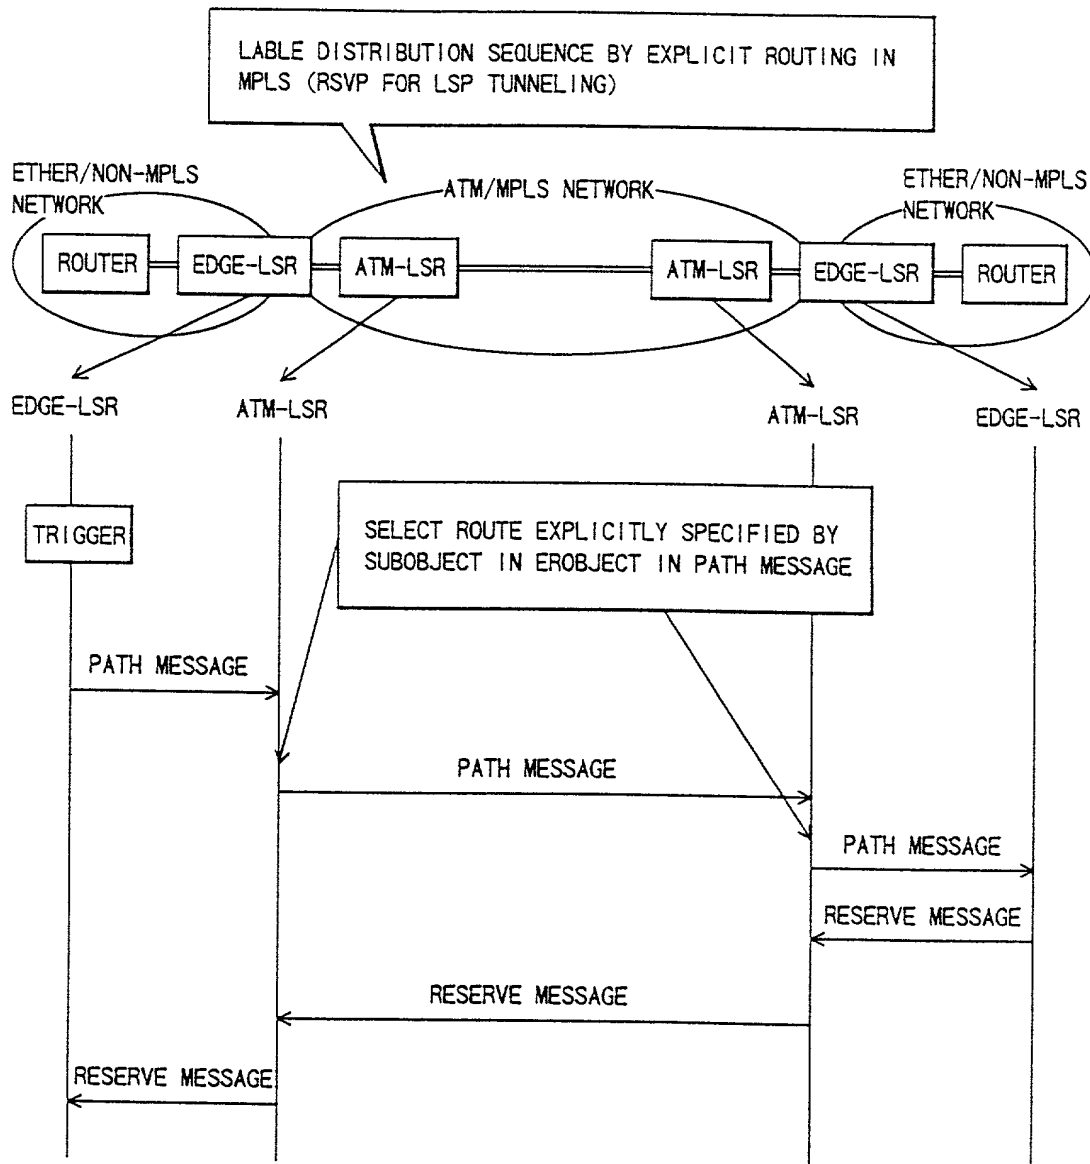 LABLE DISTRIBUTION SEQUENCE BY EXPLICIT ROUTING IN
MPLS (RSVP FOR LSP TUNNELING)
ETHER/NON-MPLS
NETWORK
ATM/MPLS NETWORK
ETHER/NON-MPLS
NETWORK
ROUTER
EDGE-LSR
ATM-LSR
ATM-LSR
EDGE-LSR
ROUTER
EDGE-LSR
ATM-LSR
ATM-LSR
EDGE-LSR
TRIGGER
SELECT ROUTE EXPLICITLY SPECIFIED BY
SUBOBJECT IN EROBJECT IN PATH MESSAGE
PATH MESSAGE
PATH MESSAGE
PATH MESSAGE
RESERVE MESSAGE
RESERVE MESSAGE
RESERVE MESSAGE